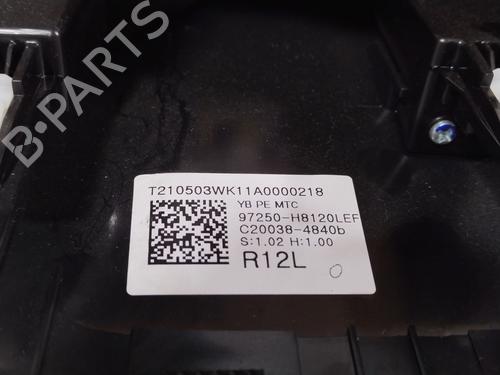 B-PARTS
T210503WK11A0000218
YB PE MTC
97250-H8120LEF
C20038-4840b
S:1.02 H:1.00
R12L